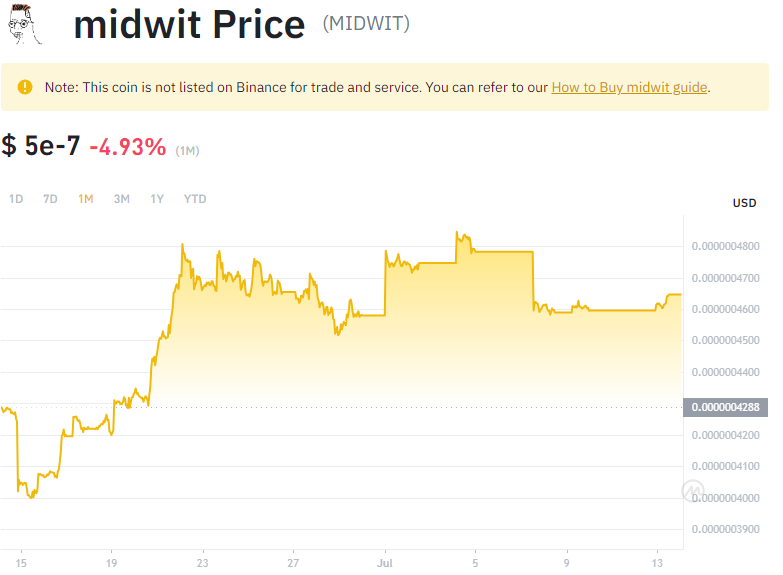 midwit Price (MIDWIT)
Note: This coin is not listed on Binance for trade and service. You can refer to our How to Buy midwit guide.
$ 5e-7 -4.93% (1M)
1D 7D 1M 3M 1Y YTD
USD
0.0000004800
0.0000004700
0.0000004600
0.0000004500
0.0000004400
0.0000004288
0.0000004200
0.0000004100
0.0000004000
0.0000003900
15 19 23 27 Jul 5 9 13